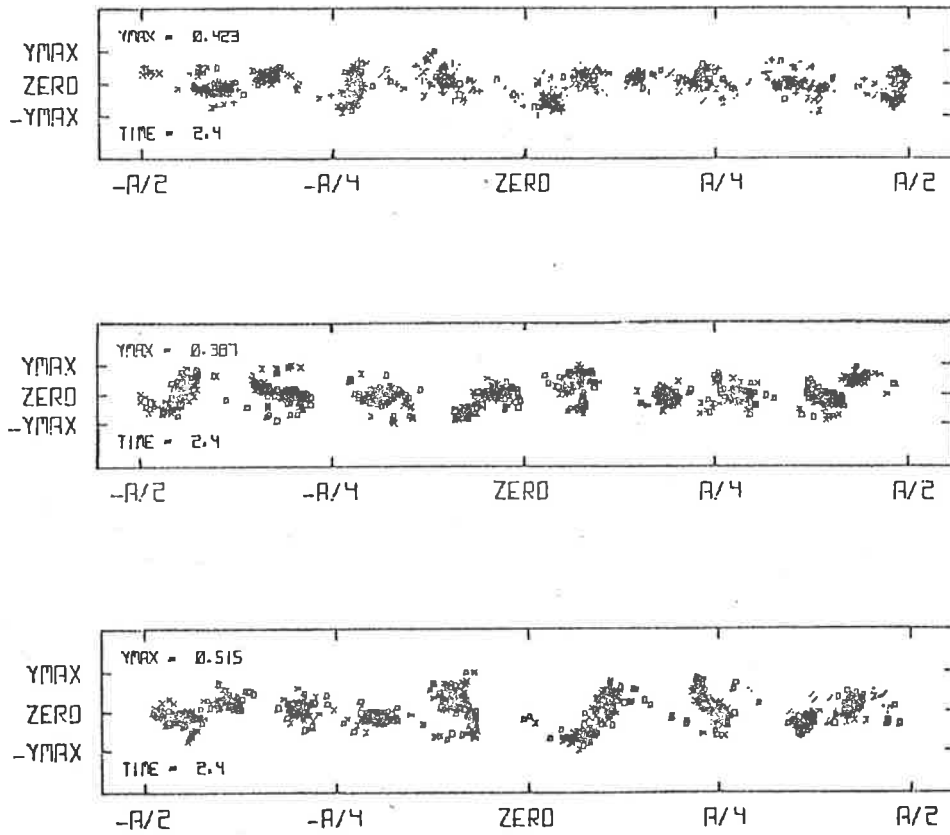 YMAX = 0.423
YMAX
ZERO
-YMAX
TIME = 2.4
-A/2 -A/4 ZERO A/4 A/2
YMAX = 0.387
YMAX
ZERO
-YMAX
TIME = 2.4
-A/2 -A/4 ZERO A/4 A/2
YMAX = 0.515
YMAX
ZERO
-YMAX
TIME = 2.4
-A/2 -A/4 ZERO A/4 A/2